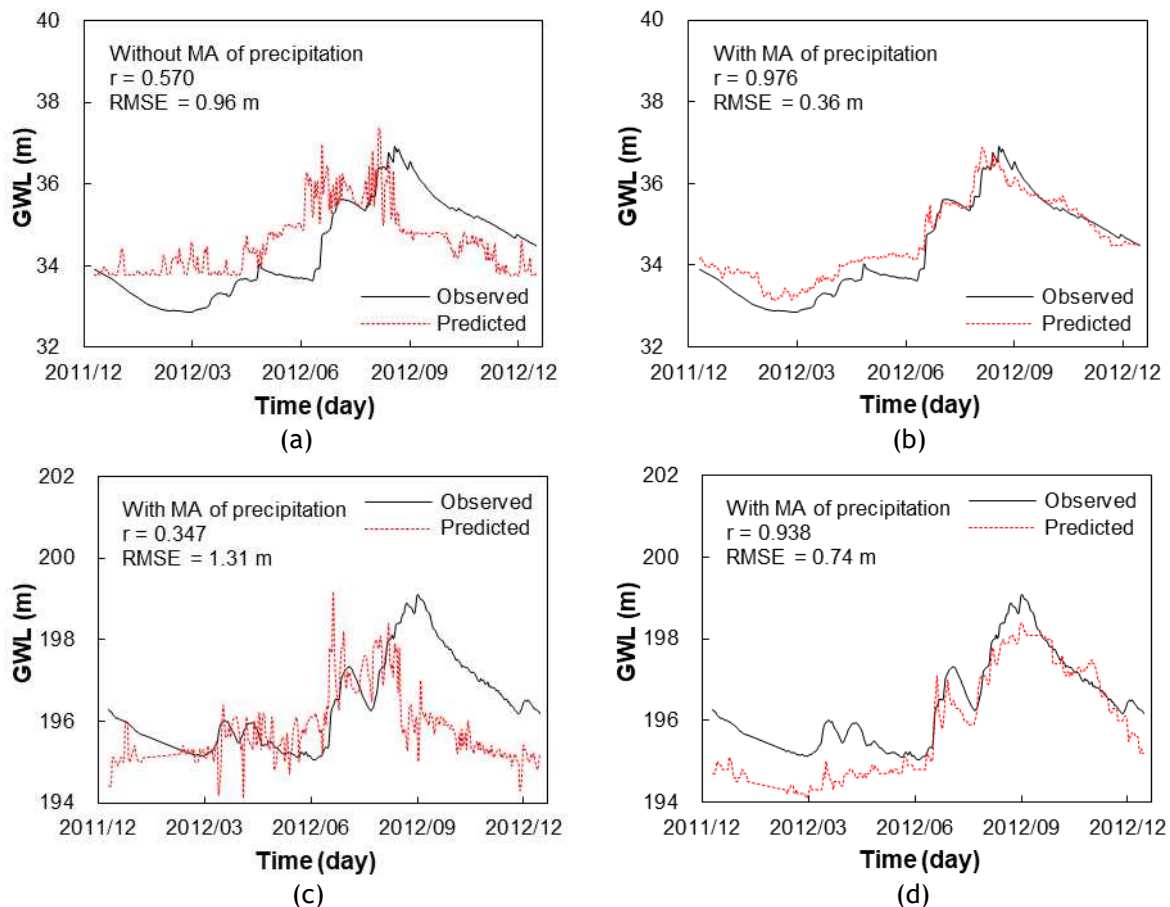 40
38
36
34
32
GWL (m)
Without MA of precipitation
r = 0.570
RMSE = 0.96 m
Observed
Predicted
2011/12 2012/03 2012/06 2012/09 2012/12
Time (day)
(a)
40
38
36
34
32
GWL (m)
With MA of precipitation
r = 0.976
RMSE = 0.36 m
Observed
Predicted
2011/12 2012/03 2012/06 2012/09 2012/12
Time (day)
(b)
202
200
198
196
194
GWL (m)
With MA of precipitation
r = 0.347
RMSE = 1.31 m
Observed
Predicted
2011/12 2012/03 2012/06 2012/09 2012/12
Time (day)
(c)
202
200
198
196
194
GWL (m)
With MA of precipitation
r = 0.938
RMSE = 0.74 m
Observed
Predicted
2011/12 2012/03 2012/06 2012/09 2012/12
Time (day)
(d)